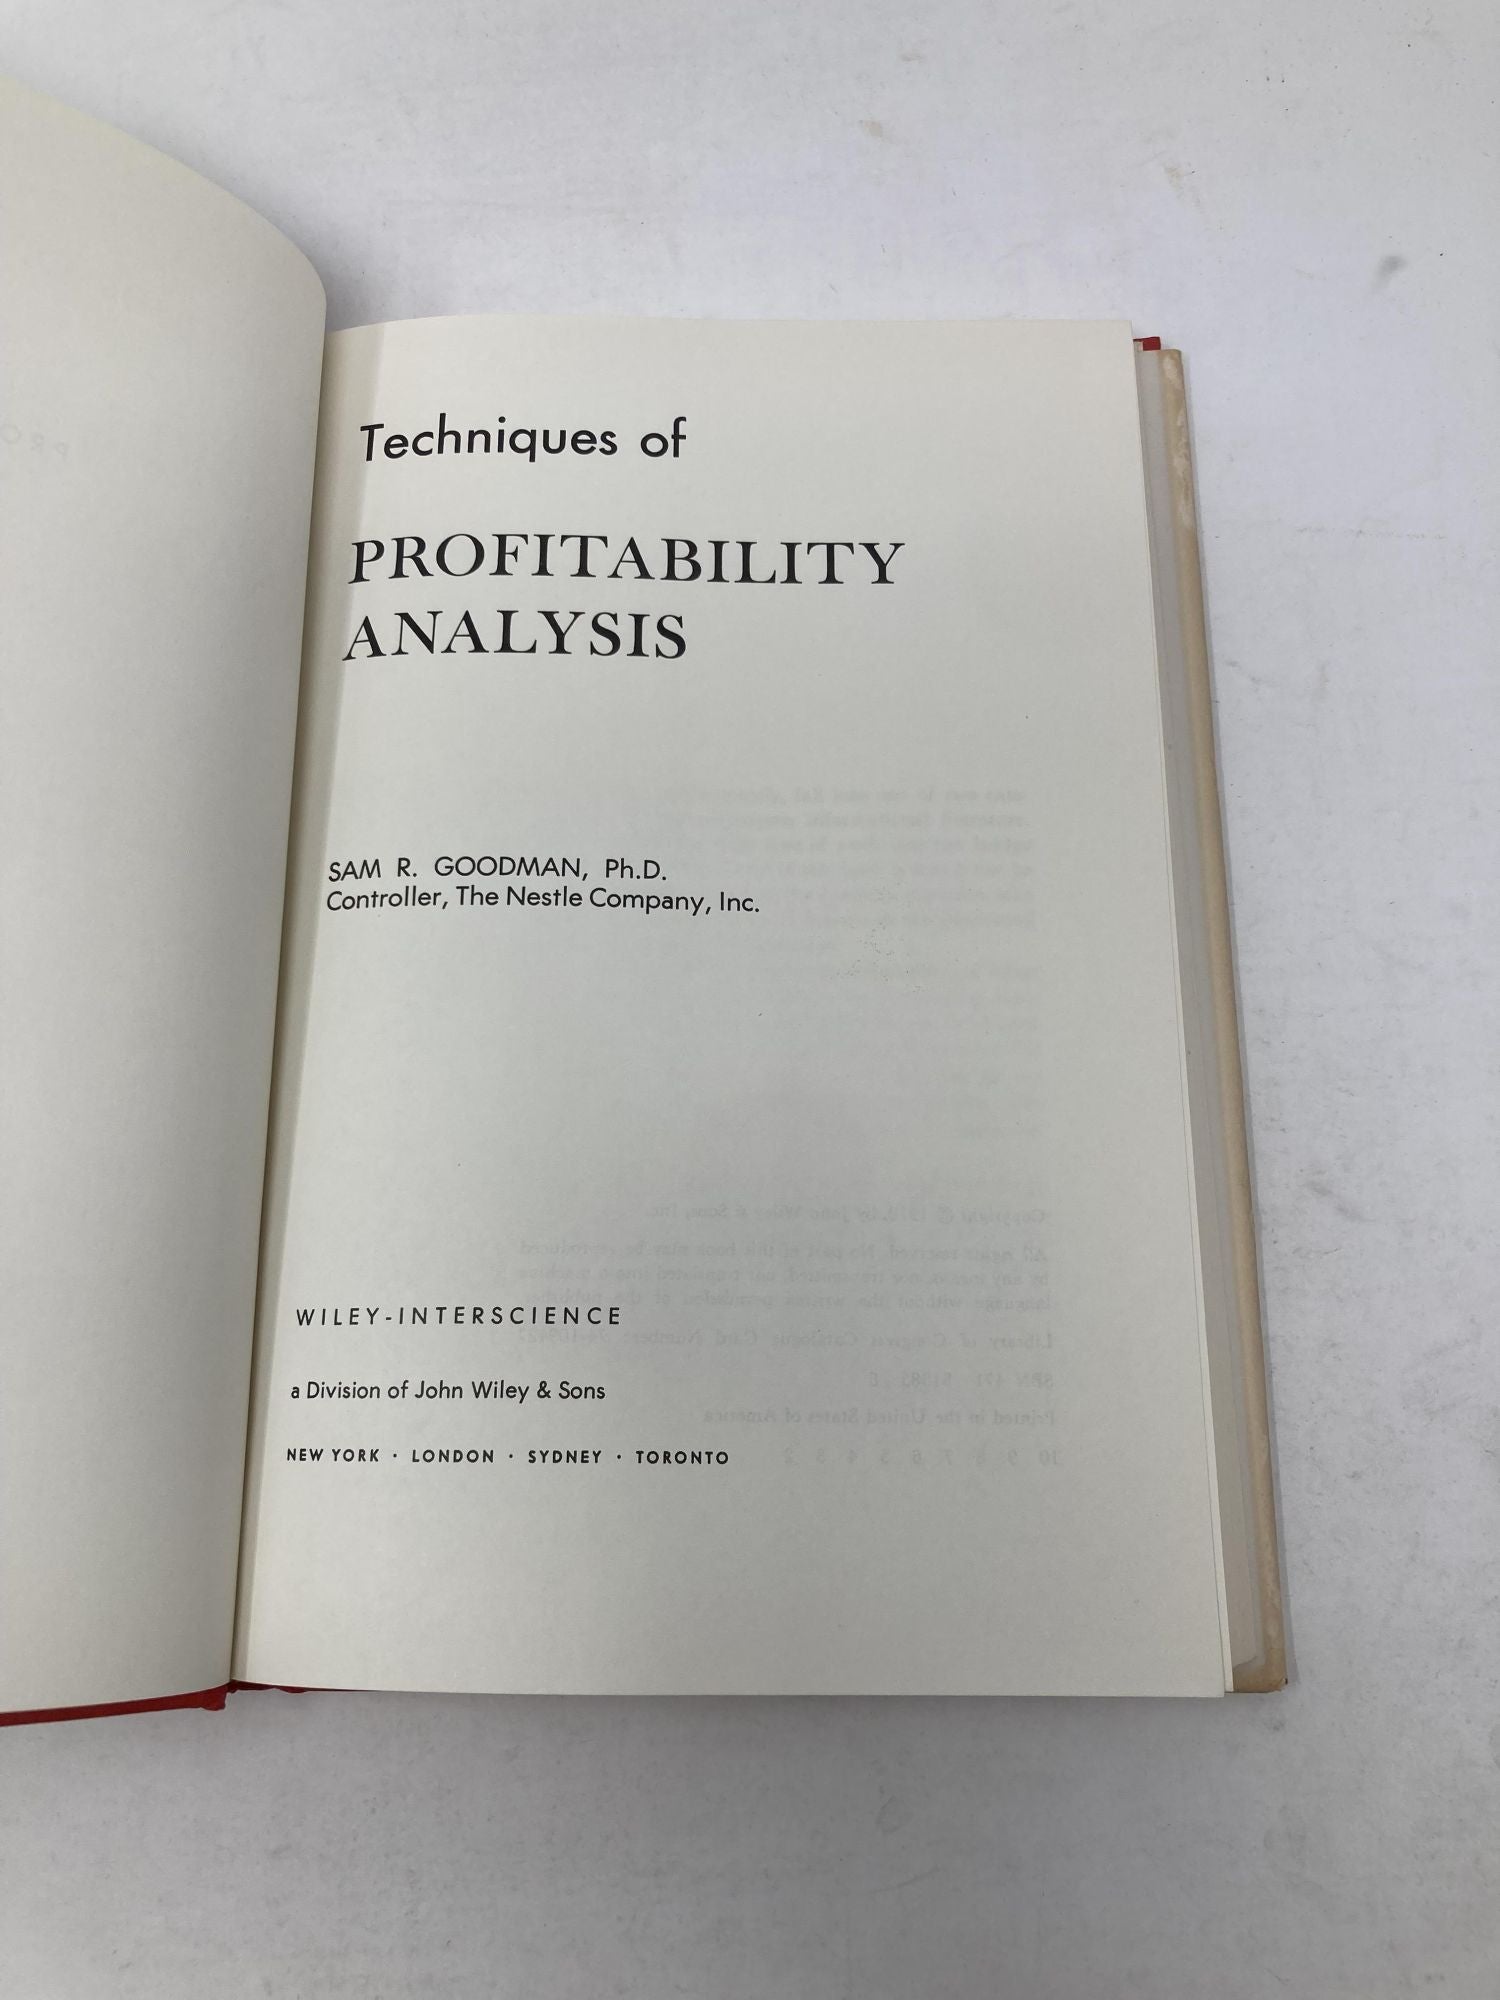 Techniques of
PROFITABILITY
ANALYSIS
SAM R. GOODMAN, Ph.D.
Controller, The Nestle Company, Inc.
WILEY-INTERSCIENCE
a Division of John Wiley & Sons
NEW YORK · LONDON · SYDNEY · TORONTO